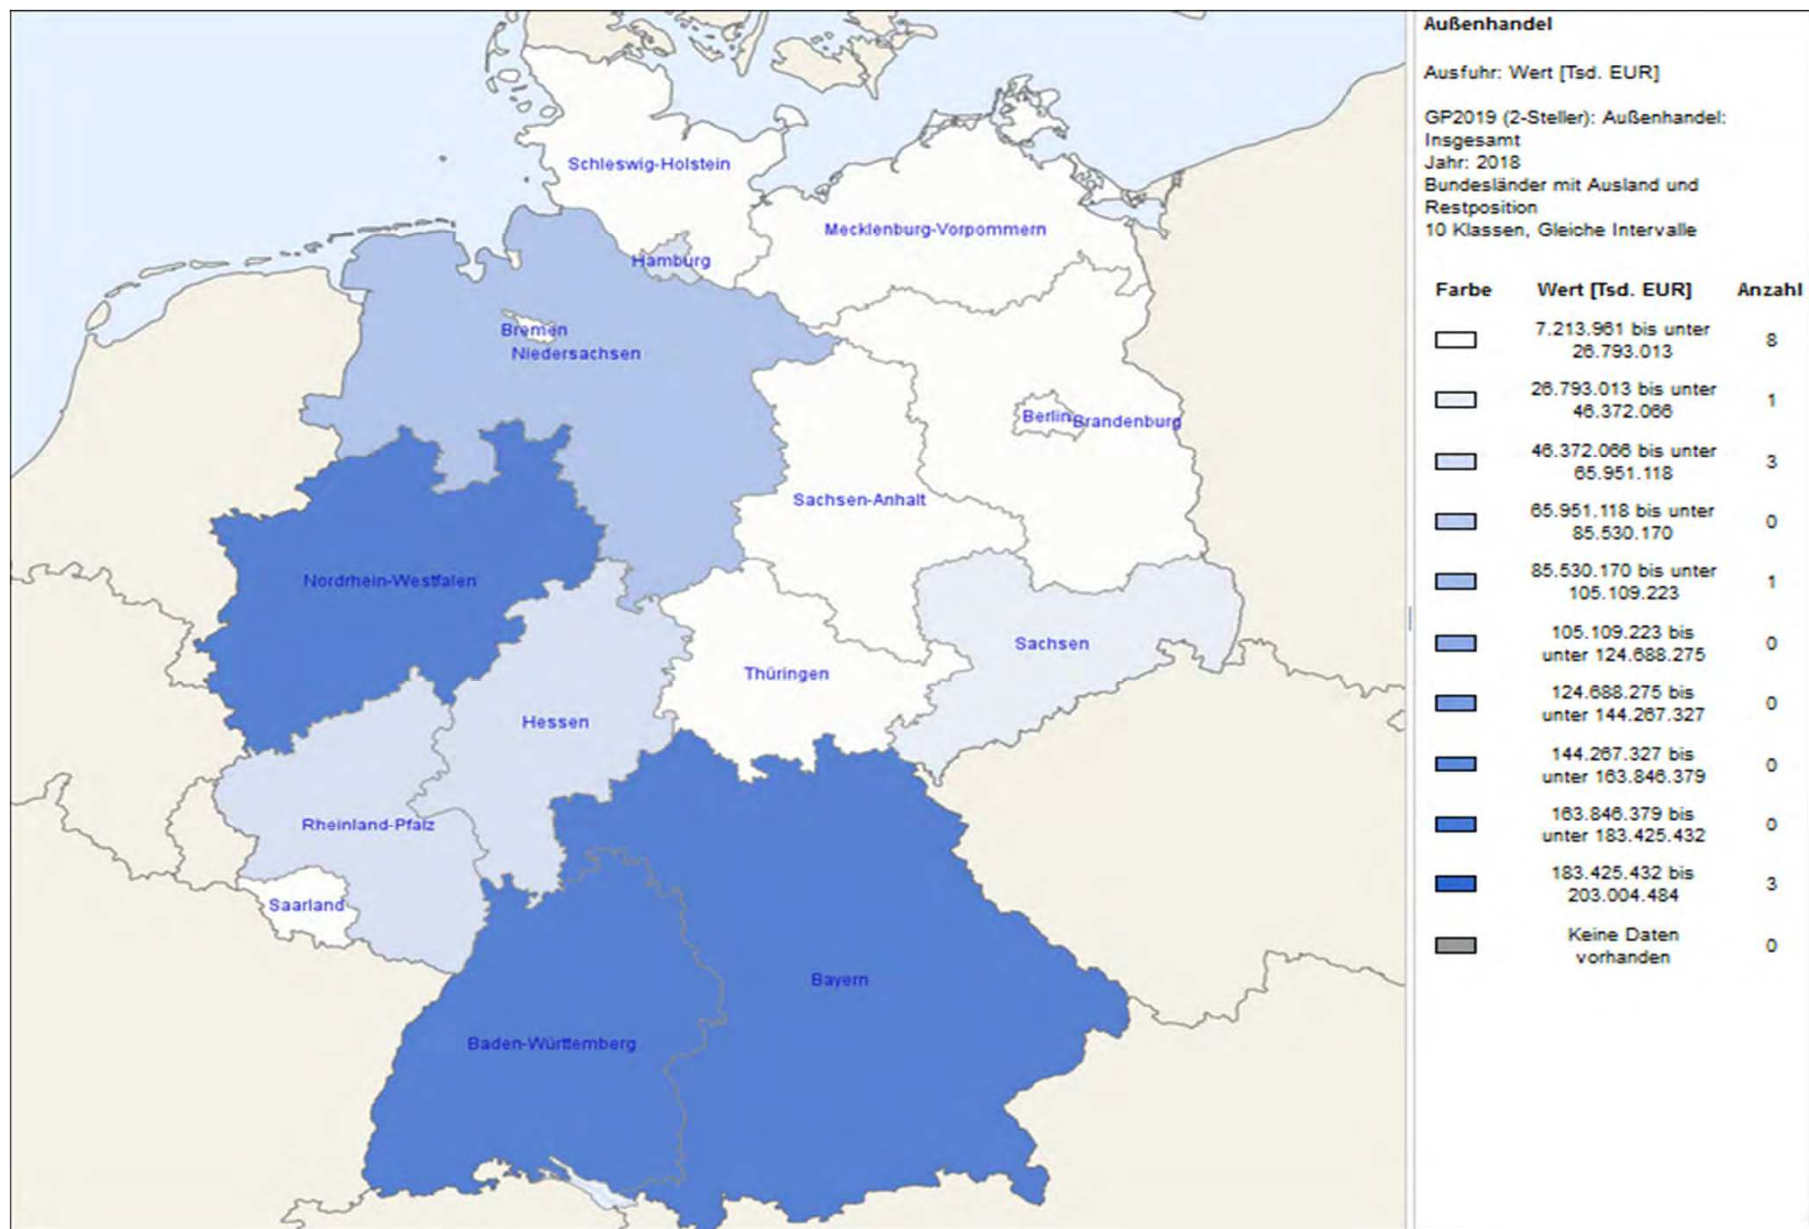 Außenhandel
Ausfuhr: Wert [Tsd. EUR]
GP2019 (2-Steller): Außenhandel:
Insgesamt
Jahr: 2018
Bundesländer mit Ausland und
Restposition
10 Klassen, Gleiche Intervalle
Farbe Wert [Tsd. EUR] Anzahl
7.213.961 bis unter
26.793.013
8
26.793.013 bis unter
46.372.066
1
46.372.066 bis unter
65.951.118
3
65.951.118 bis unter
85.530.170
0
85.530.170 bis unter
105.109.223
1
105.109.223 bis
unter 124.688.275
0
124.688.275 bis
unter 144.267.327
0
144.267.327 bis
unter 163.846.379
0
163.846.379 bis
unter 183.425.432
0
183.425.432 bis
203.004.484
3
Keine Daten
vorhanden
0
Schleswig-Holstein
Mecklenburg-Vorpommern
Hamburg
Bremen
Niedersachsen
Berlin
Brandenburg
Sachsen-Anhalt
Nordrhein-Westfalen
Sachsen
Thüringen
Hessen
Rheinland-Pfalz
Saarland
Bayern
Baden-Württemberg